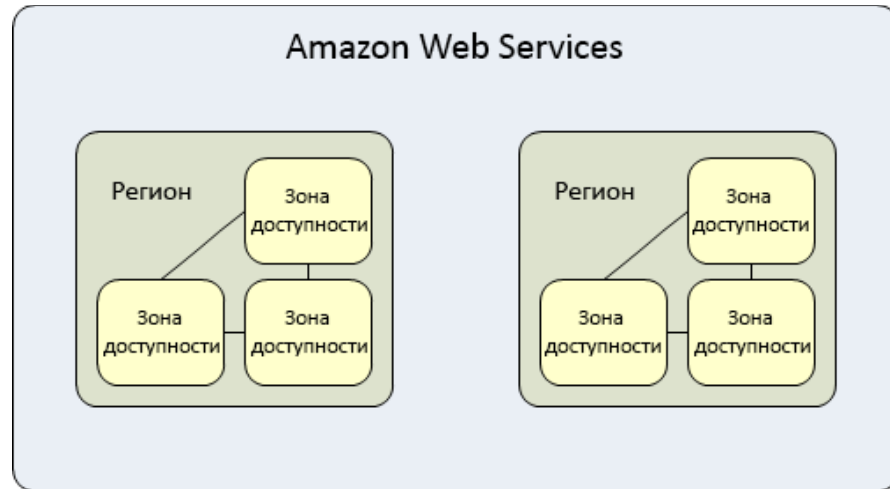 Amazon Web Services
Регион
Зона
доступности
Зона
доступности
Зона
доступности
Регион
Зона
доступности
Зона
доступности
Зона
доступности